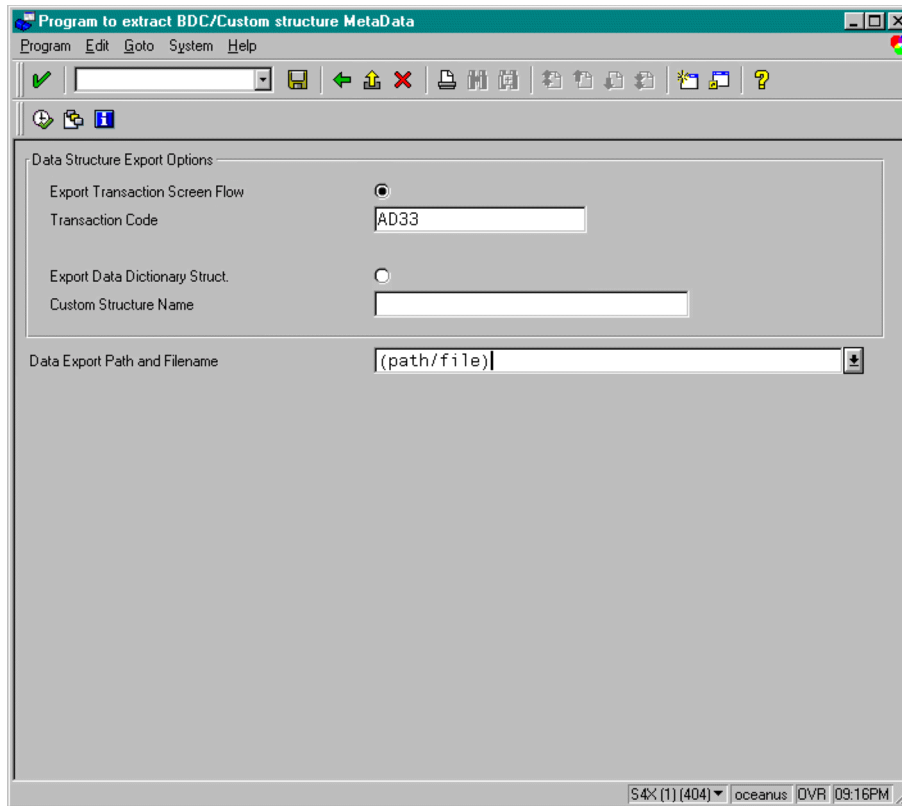 Program to extract BDC/Custom structure MetaData
Program Edit Goto System Help
Data Structure Export Options
Export Transaction Screen Flow
Transaction Code AD33
Export Data Dictionary Struct.
Custom Structure Name
Data Export Path and Filename (path/file)
S4X (1) (404) oceanus OVR 09:16PM